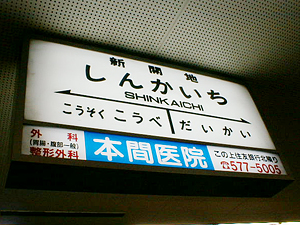 新開地
しんかいち
SHINKAICHI
こうそくこうべ だいかい
外科
(胃腸・腹部一般)
整形外科
本間医院
この上住友銀行北隣り
☎577-5005